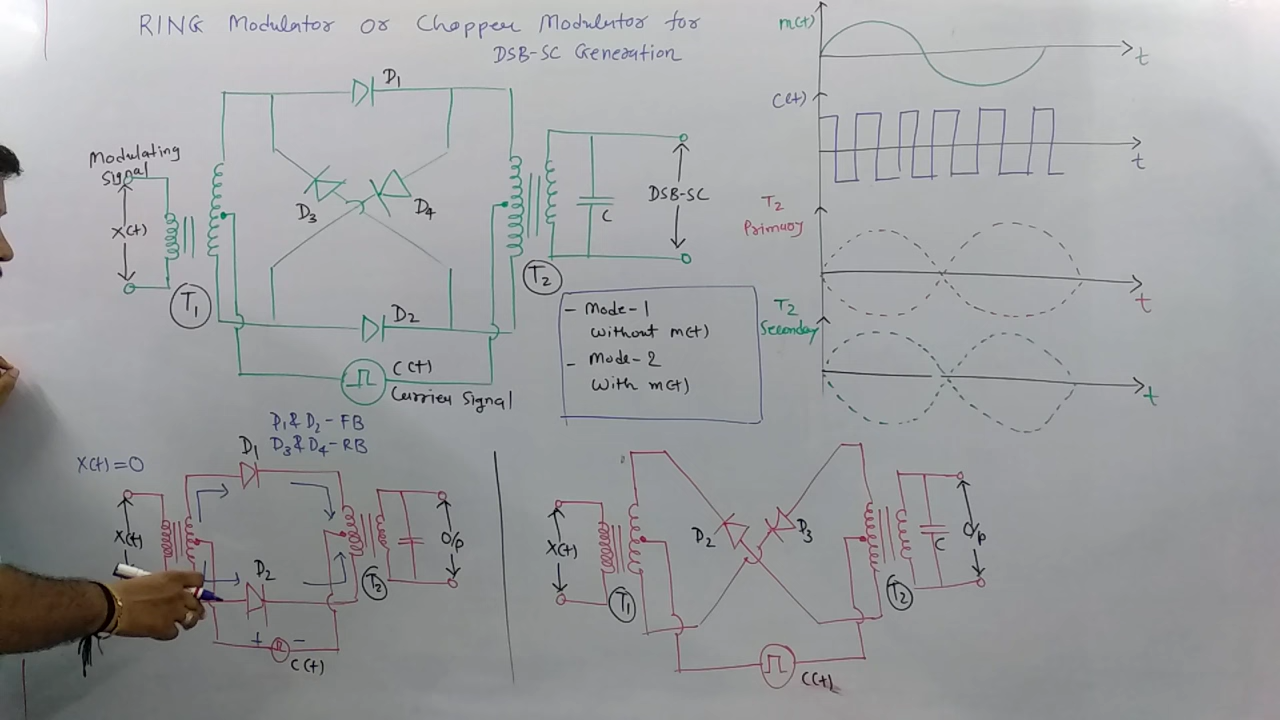 RING Modulator or Chopper Modulator for
DSB-SC Generation
D1
Modulating
Signal
X(t)
T1
D3
D4
D2
C(t)
Carrier Signal
T2
C
DSB-SC
- Mode-1
without m(t)
- Mode-2
with m(t)
m(t)
t
C(t)
t
T2
Primary
t
T2
Secondary
t
D1 & D2 - FB
D3 & D4 - RB
X(t)=0
D1
X(t)
D2
T2
O/p
+ -
C(t)
X(t)
T1
D2
D3
T2
C
O/p
C(t)